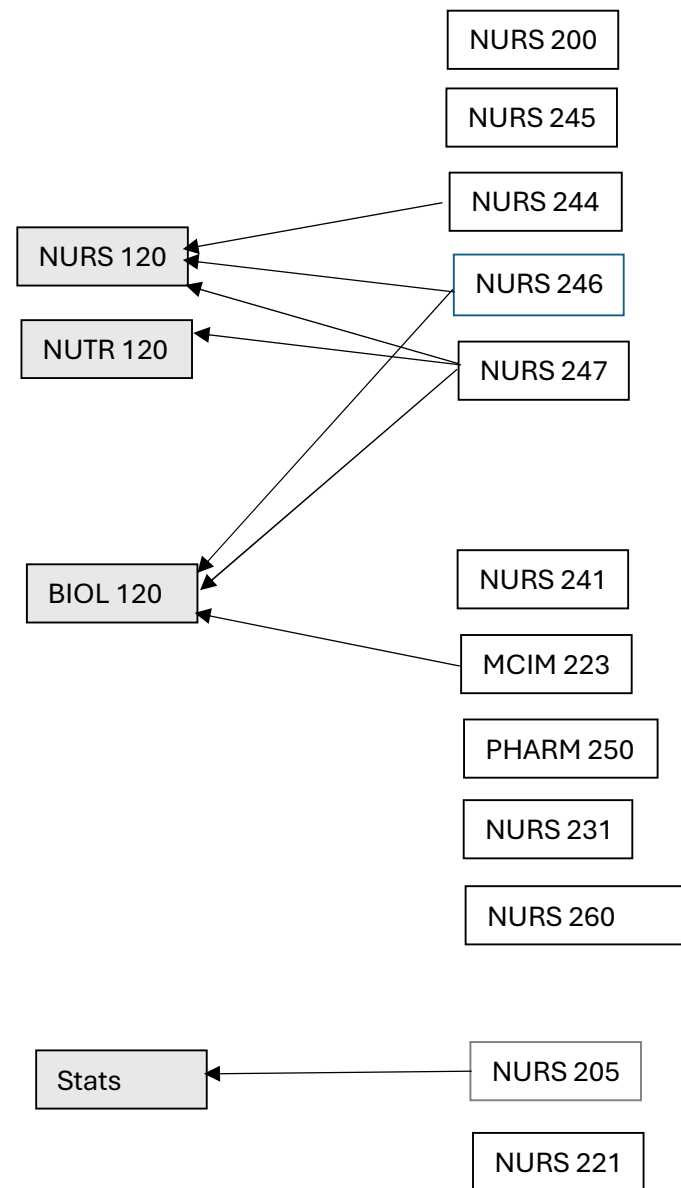 NURS 200
NURS 245
NURS 244
NURS 120
NURS 246
NUTR 120
NURS 247
NURS 241
BIOL 120
MCIM 223
PHARM 250
NURS 231
NURS 260
Stats
NURS 205
NURS 221